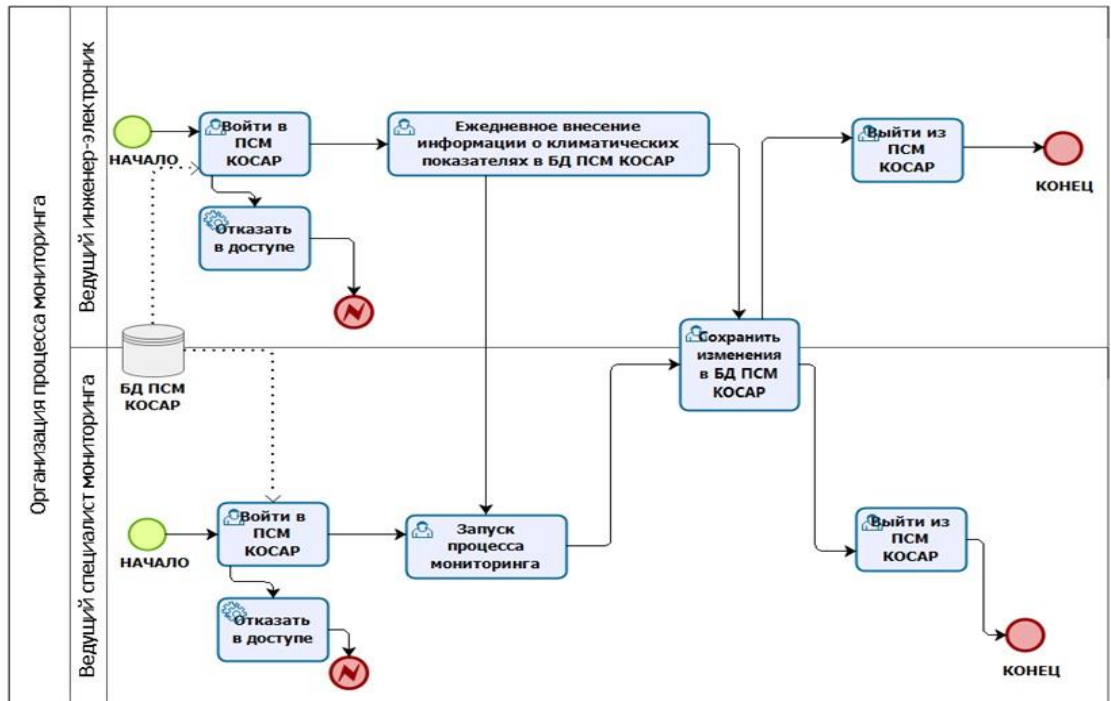 Организация процесса мониторинга
Ведущий инженер-электроник
НАЧАЛО
Войти в
ПСМ
КОСАР
Ежедневное внесение
информации о климатических
показателях в БД ПСМ КОСАР
Выйти из
ПСМ
КОСАР
КОНЕЦ
Отказать
в доступе
БД ПСМ
КОСАР
Сохранить
изменения
в БД ПСМ
КОСАР
Ведущий специалист мониторинга
НАЧАЛО
Войти в
ПСМ
КОСАР
Запуск
процесса
мониторинга
Выйти из
ПСМ
КОСАР
Отказать
в доступе
КОНЕЦ